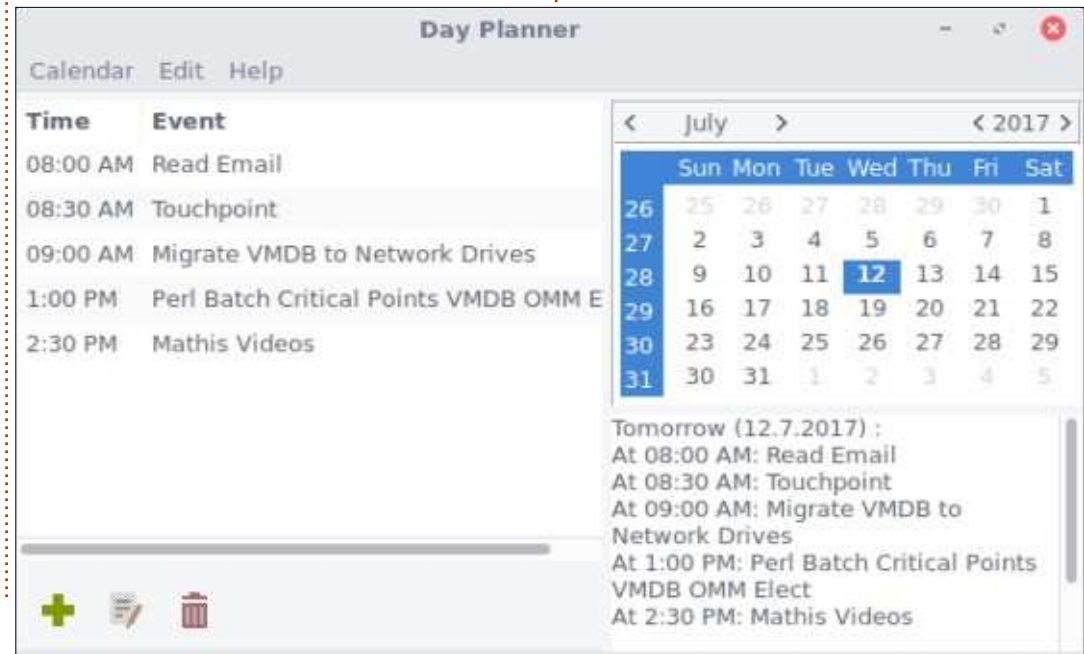 Day Planner
Calendar Edit Help
Time Event
08:00 AM Read Email
08:30 AM Touchpoint
09:00 AM Migrate VMDB to Network Drives
1:00 PM Perl Batch Critical Points VMDB OMM E
2:30 PM Mathis Videos
< July > < 2017 >
Sun Mon Tue Wed Thu Fri Sat
26 25 26 27 28 29 30 1
27 2 3 4 5 6 7 8
28 9 10 11 12 13 14 15
29 16 17 18 19 20 21 22
30 23 24 25 26 27 28 29
31 30 31 1 2 3 4 5
Tomorrow (12.7.2017) :
At 08:00 AM: Read Email
At 08:30 AM: Touchpoint
At 09:00 AM: Migrate VMDB to
Network Drives
At 1:00 PM: Perl Batch Critical Points
VMDB OMM Elect
At 2:30 PM: Mathis Videos